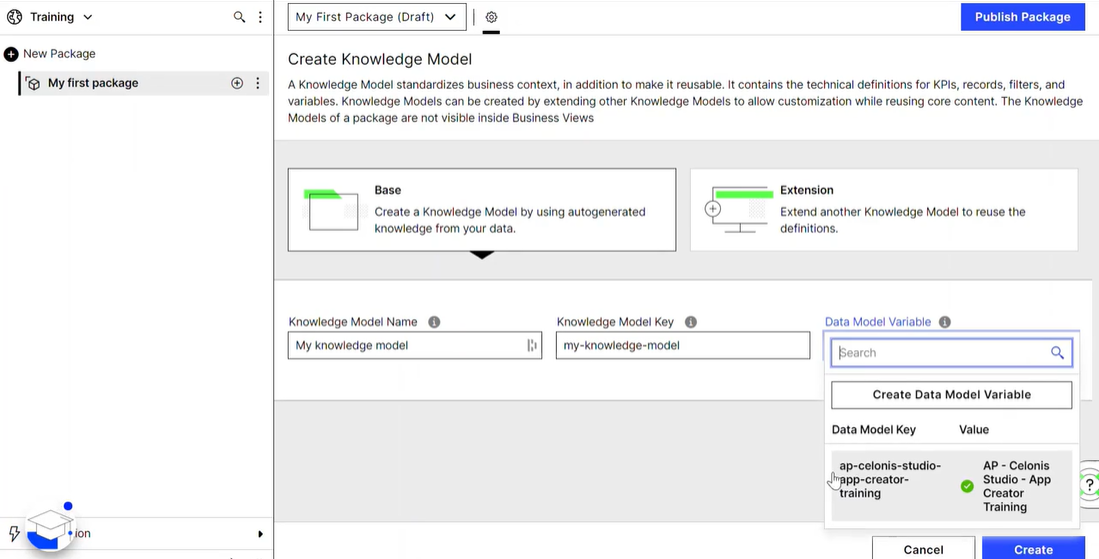 Training
My First Package (Draft)
Publish Package
New Package
My first package
Create Knowledge Model
A Knowledge Model standardizes business context, in addition to make it reusable. It contains the technical definitions for KPIs, records, filters, and
variables. Knowledge Models can be created by extending other Knowledge Models to allow customization while reusing core content. The Knowledge
Models of a package are not visible inside Business Views
Base
Create a Knowledge Model by using autogenerated
knowledge from your data.
Extension
Extend another Knowledge Model to reuse the
definitions.
Knowledge Model Name
My knowledge model
Knowledge Model Key
my-knowledge-model
Data Model Variable
Search
Create Data Model Variable
Data Model Key Value
ap-celonis-studio-
app-creator-
training
AP - Celonis
Studio - App
Creator
Training
?
ion
Cancel
Create